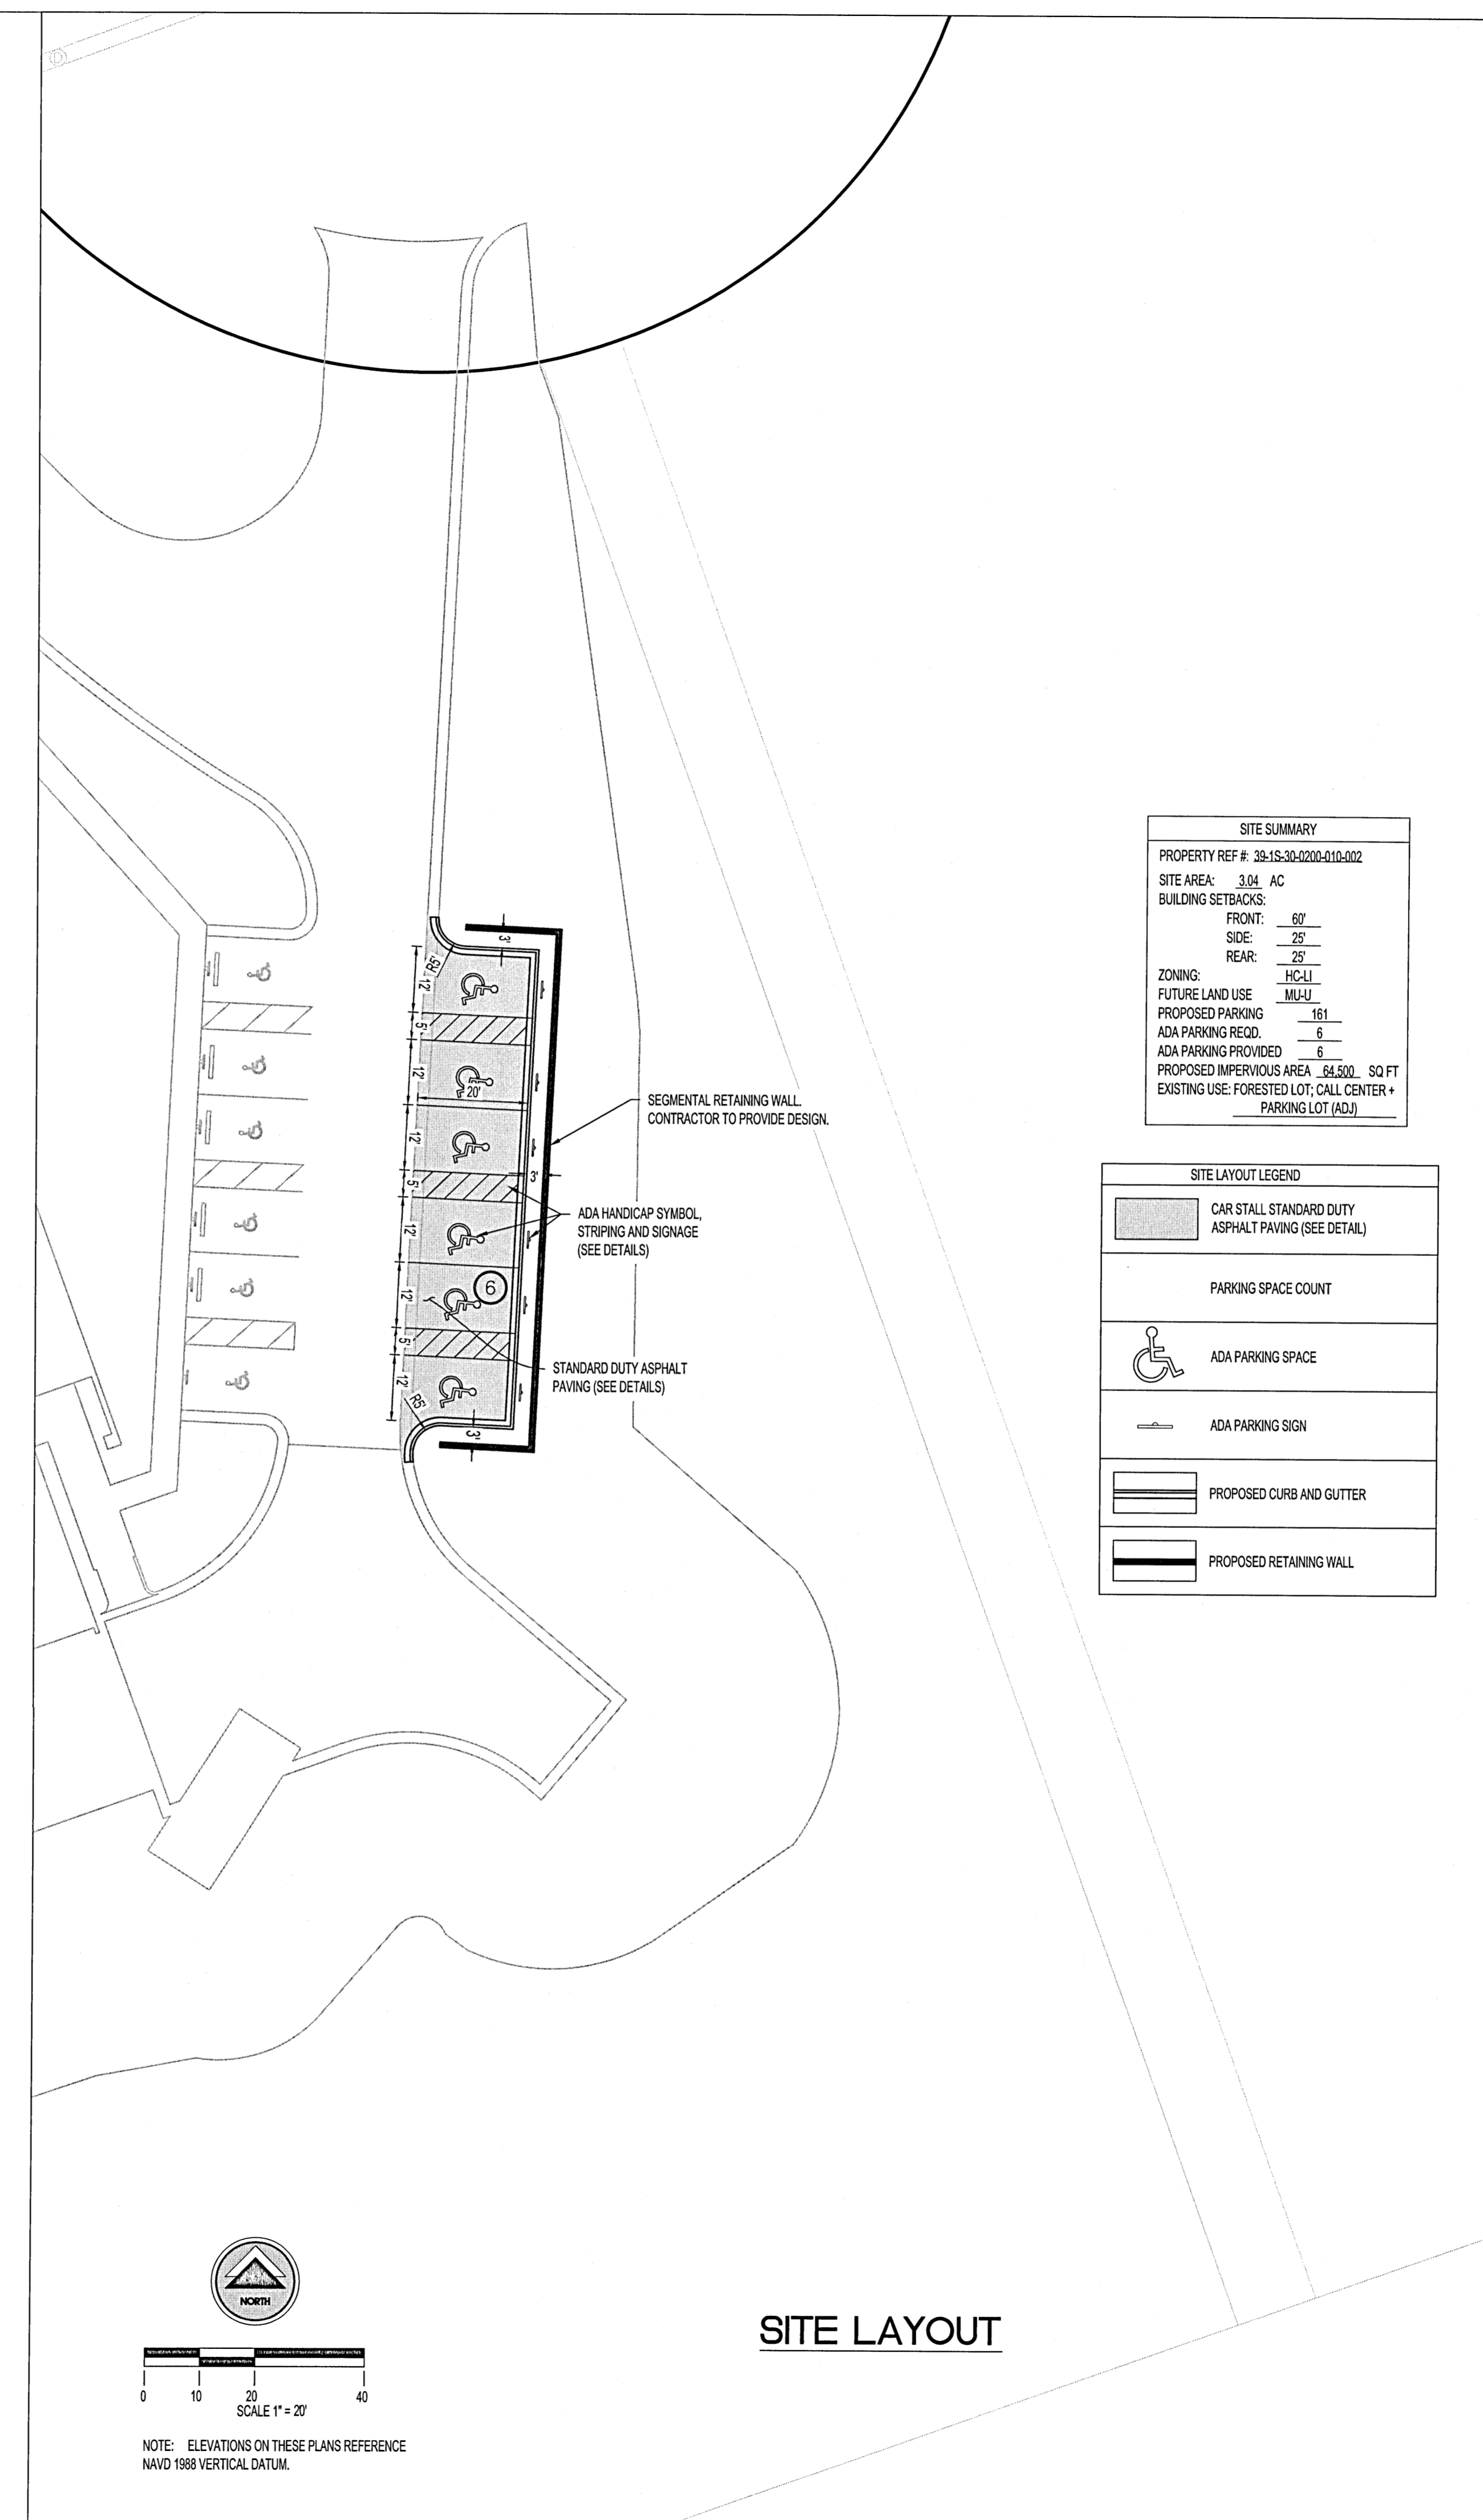 D
3'
R5'
12'
5'
12'
20'
12'
5'
3'
12'
12'
6
5'
12'
R5'
3'
SEGMENTAL RETAINING WALL.
CONTRACTOR TO PROVIDE DESIGN.
ADA HANDICAP SYMBOL,
STRIPING AND SIGNAGE
(SEE DETAILS)
STANDARD DUTY ASPHALT
PAVING (SEE DETAILS)
SITE SUMMARY
PROPERTY REF #: 39-1S-30-0200-010-002
SITE AREA: 3.04 AC
BUILDING SETBACKS:
FRONT: 60'
SIDE: 25'
REAR: 25'
ZONING: HC-LI
FUTURE LAND USE MU-U
PROPOSED PARKING 161
ADA PARKING REQD. 6
ADA PARKING PROVIDED 6
PROPOSED IMPERVIOUS AREA 64,500 SQ FT
EXISTING USE: FORESTED LOT; CALL CENTER +
PARKING LOT (ADJ)
SITE LAYOUT LEGEND
CAR STALL STANDARD DUTY
ASPHALT PAVING (SEE DETAIL)
PARKING SPACE COUNT
ADA PARKING SPACE
ADA PARKING SIGN
PROPOSED CURB AND GUTTER
PROPOSED RETAINING WALL
NORTH
0 10 20 40
SCALE 1" = 20'
NOTE: ELEVATIONS ON THESE PLANS REFERENCE
NAVD 1988 VERTICAL DATUM.
SITE LAYOUT